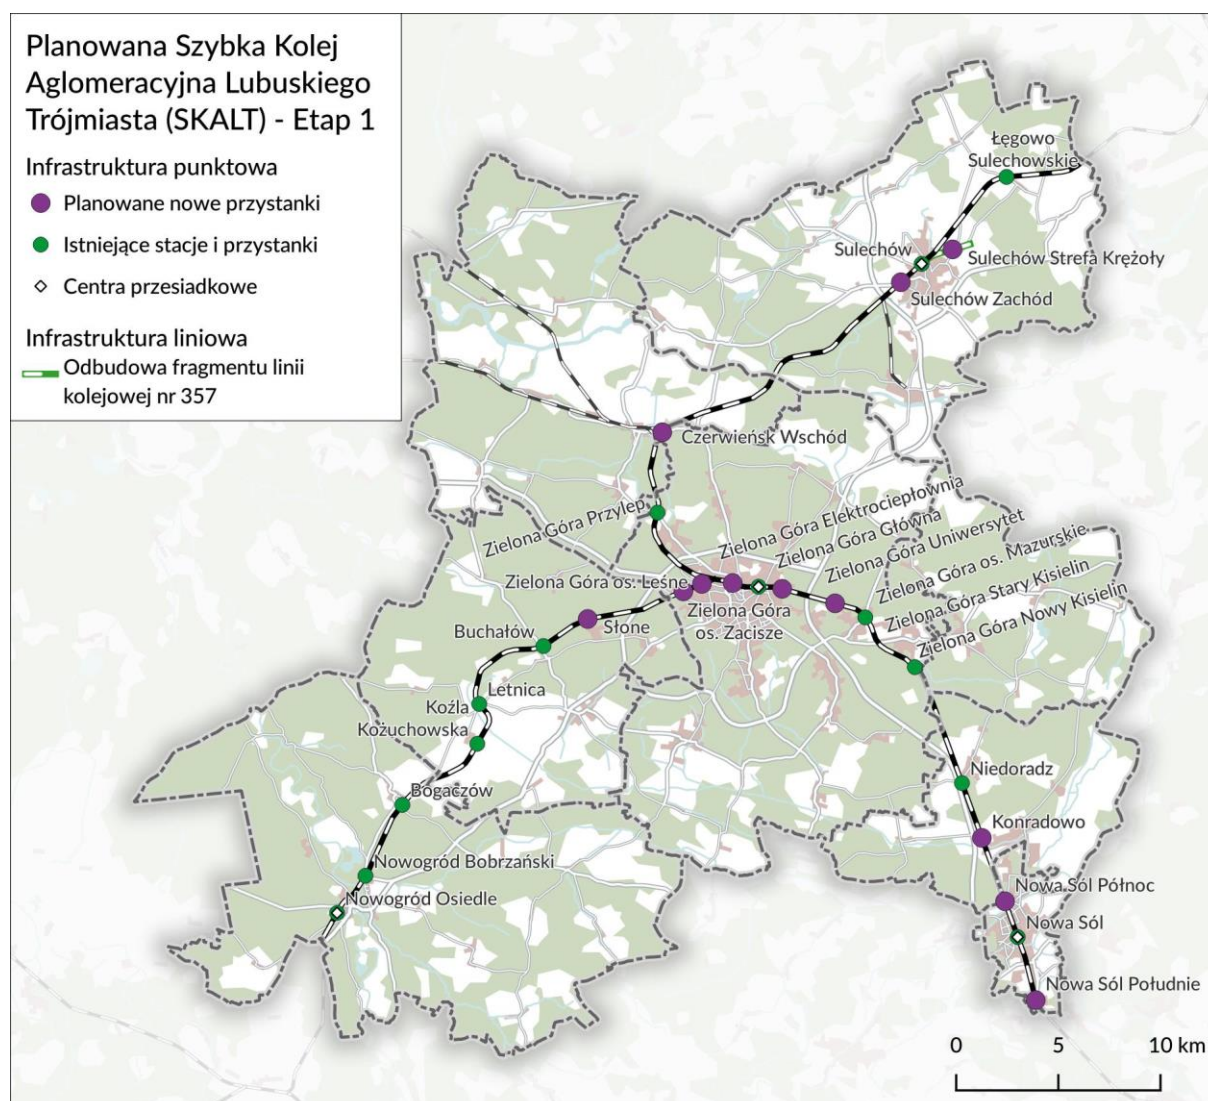 Planowana Szybka Kolej
Aglomeracyjna Lubuskiego
Trójmiasta (SKALT) - Etap 1
Infrastruktura punktowa
Planowane nowe przystanki
Istniejące stacje i przystanki
Centra przesiadkowe
Infrastruktura liniowa
Odbudowa fragmentu linii
kolejowej nr 357
Łęgowo
Sulechowskie
Sulechów
Sulechów Strefa Krężoły
Sulechów Zachód
Czerwieńsk Wschód
Zielona Góra Przylep
Zielona Góra Elektrociepłownia
Zielona Góra Główna
Zielona Góra Uniwersytet
Zielona Góra os. Mazurskie
Zielona Góra Stary Kisielin
Zielona Góra Nowy Kisielin
Zielona Góra os. Leśne
Zielona Góra
os. Zacisze
Słone
Buchałów
Letnica
Koźla
Kożuchowska
Bogaczów
Nowogród Bobrzański
Nowogród Osiedle
Niedoradz
Konradowo
Nowa Sól Północ
Nowa Sól
Nowa Sól Południe
0 5 10 km